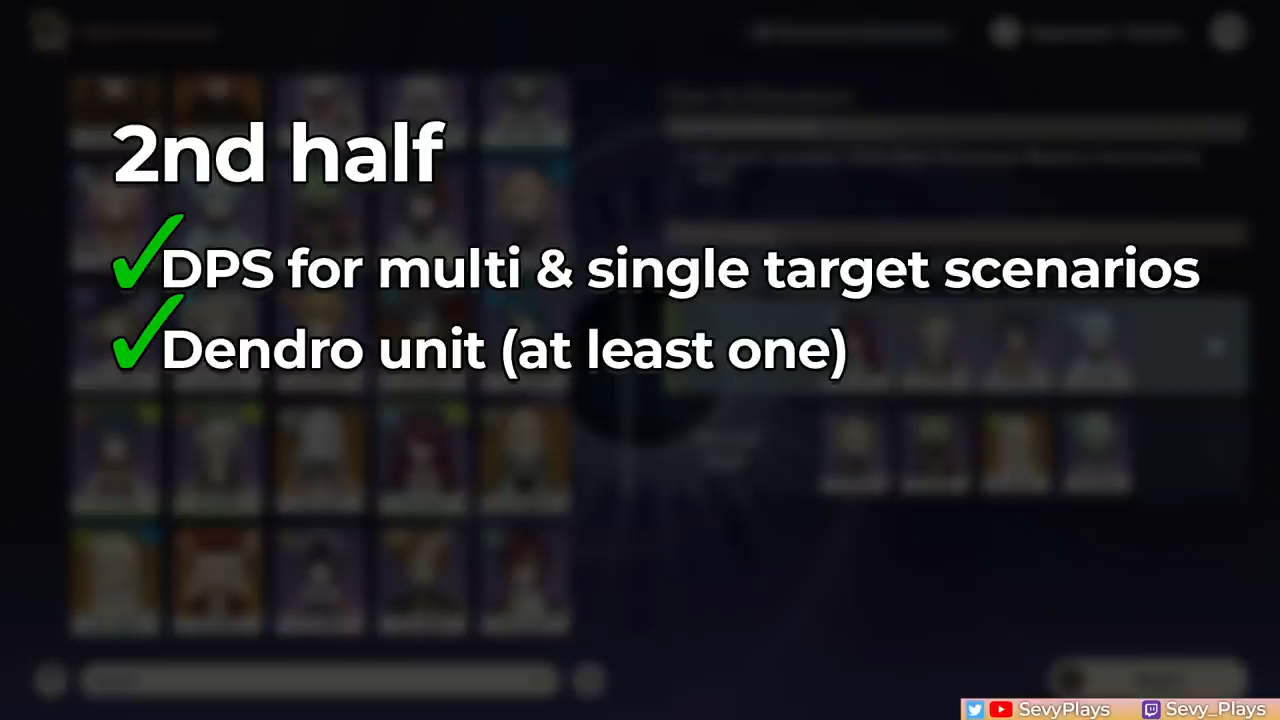 2nd half
DPS for multi & single target scenarios
Dendro unit (at least one)
SevyPlays
Sevy_Plays